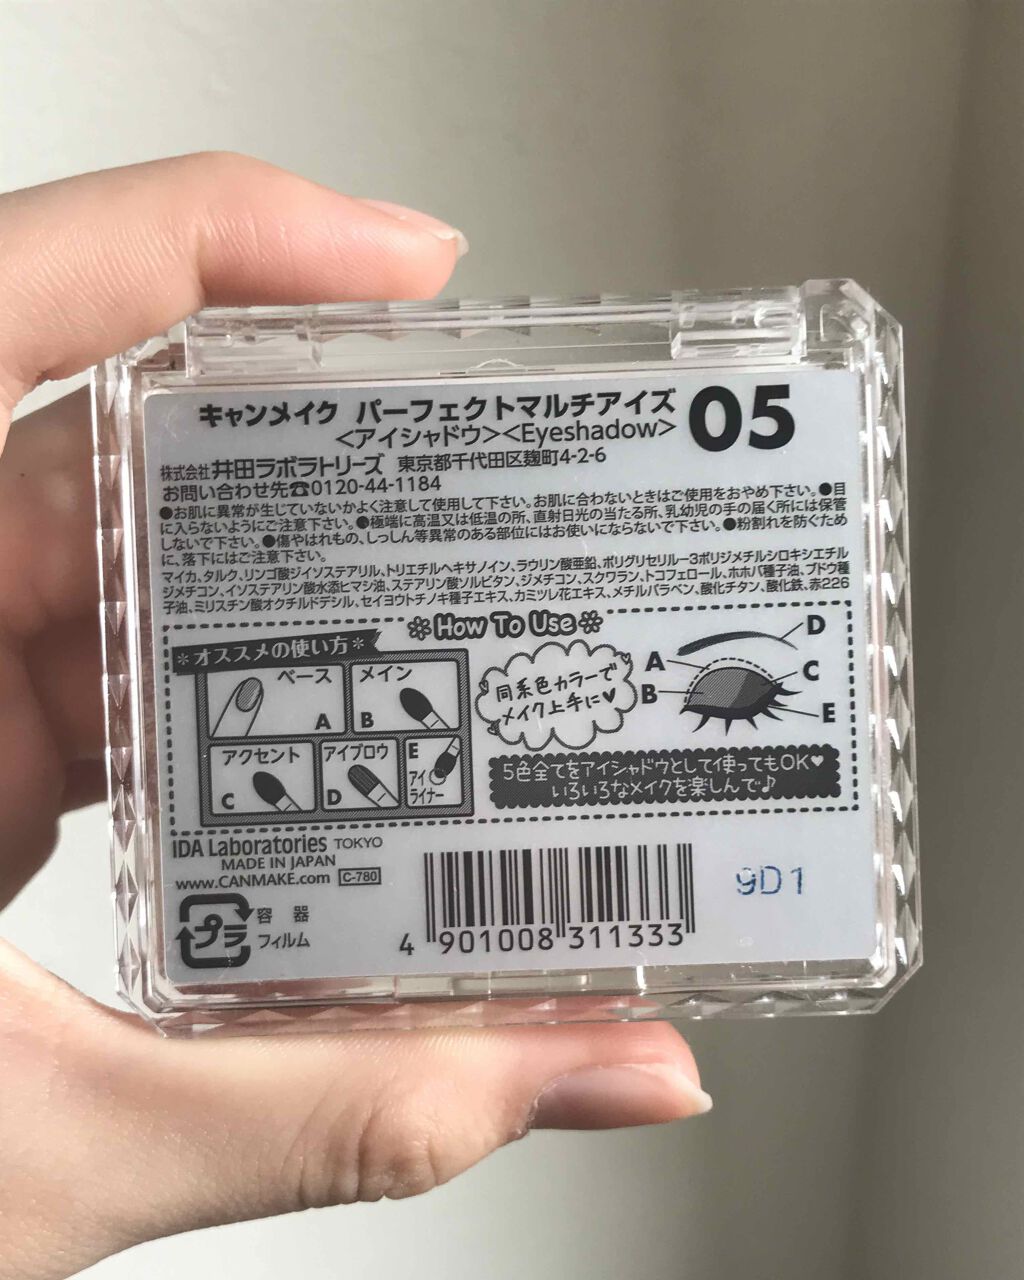 キャンメイク パーフェクトマルチアイズ 05
<アイシャドウ><Eyeshadow>
株式会社井田ラボラトリーズ 東京都千代田区麹町4-2-6
お問い合わせ先☎0120-44-1184
●お肌に異常が生じていないかよく注意して使用して下さい。お肌に合わないときはご使用をおやめ下さい。●目
に入らないようにご注意下さい。●極端に高温又は低温の所、直射日光の当たる所、乳幼児の手の届く所には保管
しないで下さい。●傷やはれもの、しっしん等異常のある部位にはお使いにならないで下さい。●粉割れを防ぐため
に、落下にはご注意下さい。
マイカ、タルク、リンゴ酸ジイソステアリル、トリエチルヘキサノイン、ラウリン酸亜鉛、ポリグリセリル－3ポリジメチルシロキシエチル
ジメチコン、イソステアリン酸水添ヒマシ油、ステアリン酸ソルビタン、ジメチコン、スクワラン、トコフェロール、ホホバ種子油、ブドウ種
子油、ミリスチン酸オクチルドデシル、セイヨウトチノキ種子エキス、カミツレ花エキス、メチルパラベン、酸化チタン、酸化鉄、赤226
How To Use
*オススメの使い方*
ベース
A
メイン
B
アクセント
C
アイブロウ
D
E
アイ
ライナー
同系色カラーで
メイク上手に♥
A
B
D
C
E
5色全てをアイシャドウとして使ってもOK♥
いろいろなメイクを楽しんで♪
IDA Laboratories TOKYO
MADE IN JAPAN
www.CANMAKE.com C-780
プラ
容器
フィルム
4 901008 311333
9D1